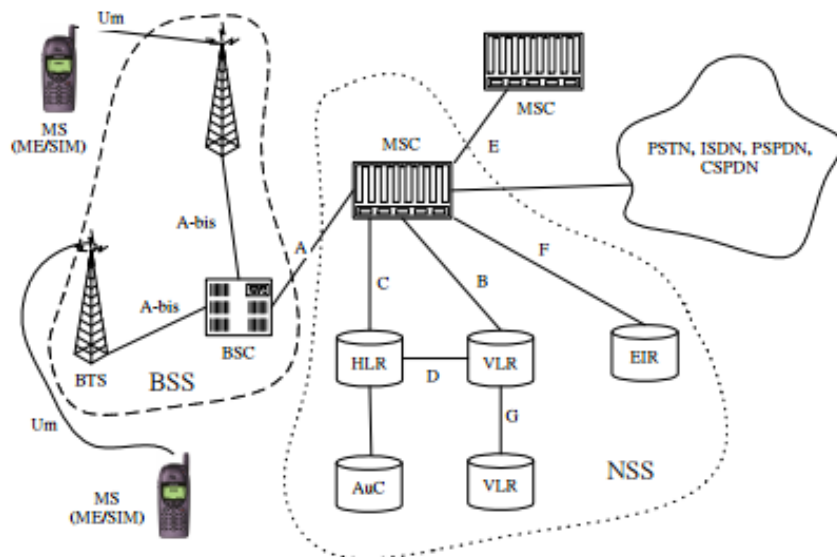 Um
MS
(ME/SIM)
MSC
MSC
E
PSTN, ISDN, PSPDN,
CSPDN
A-bis
A
F
C
B
A-bis
BSC
BTS
BSS
HLR
D
VLR
EIR
Um
G
AuC
VLR
NSS
MS
(ME/SIM)